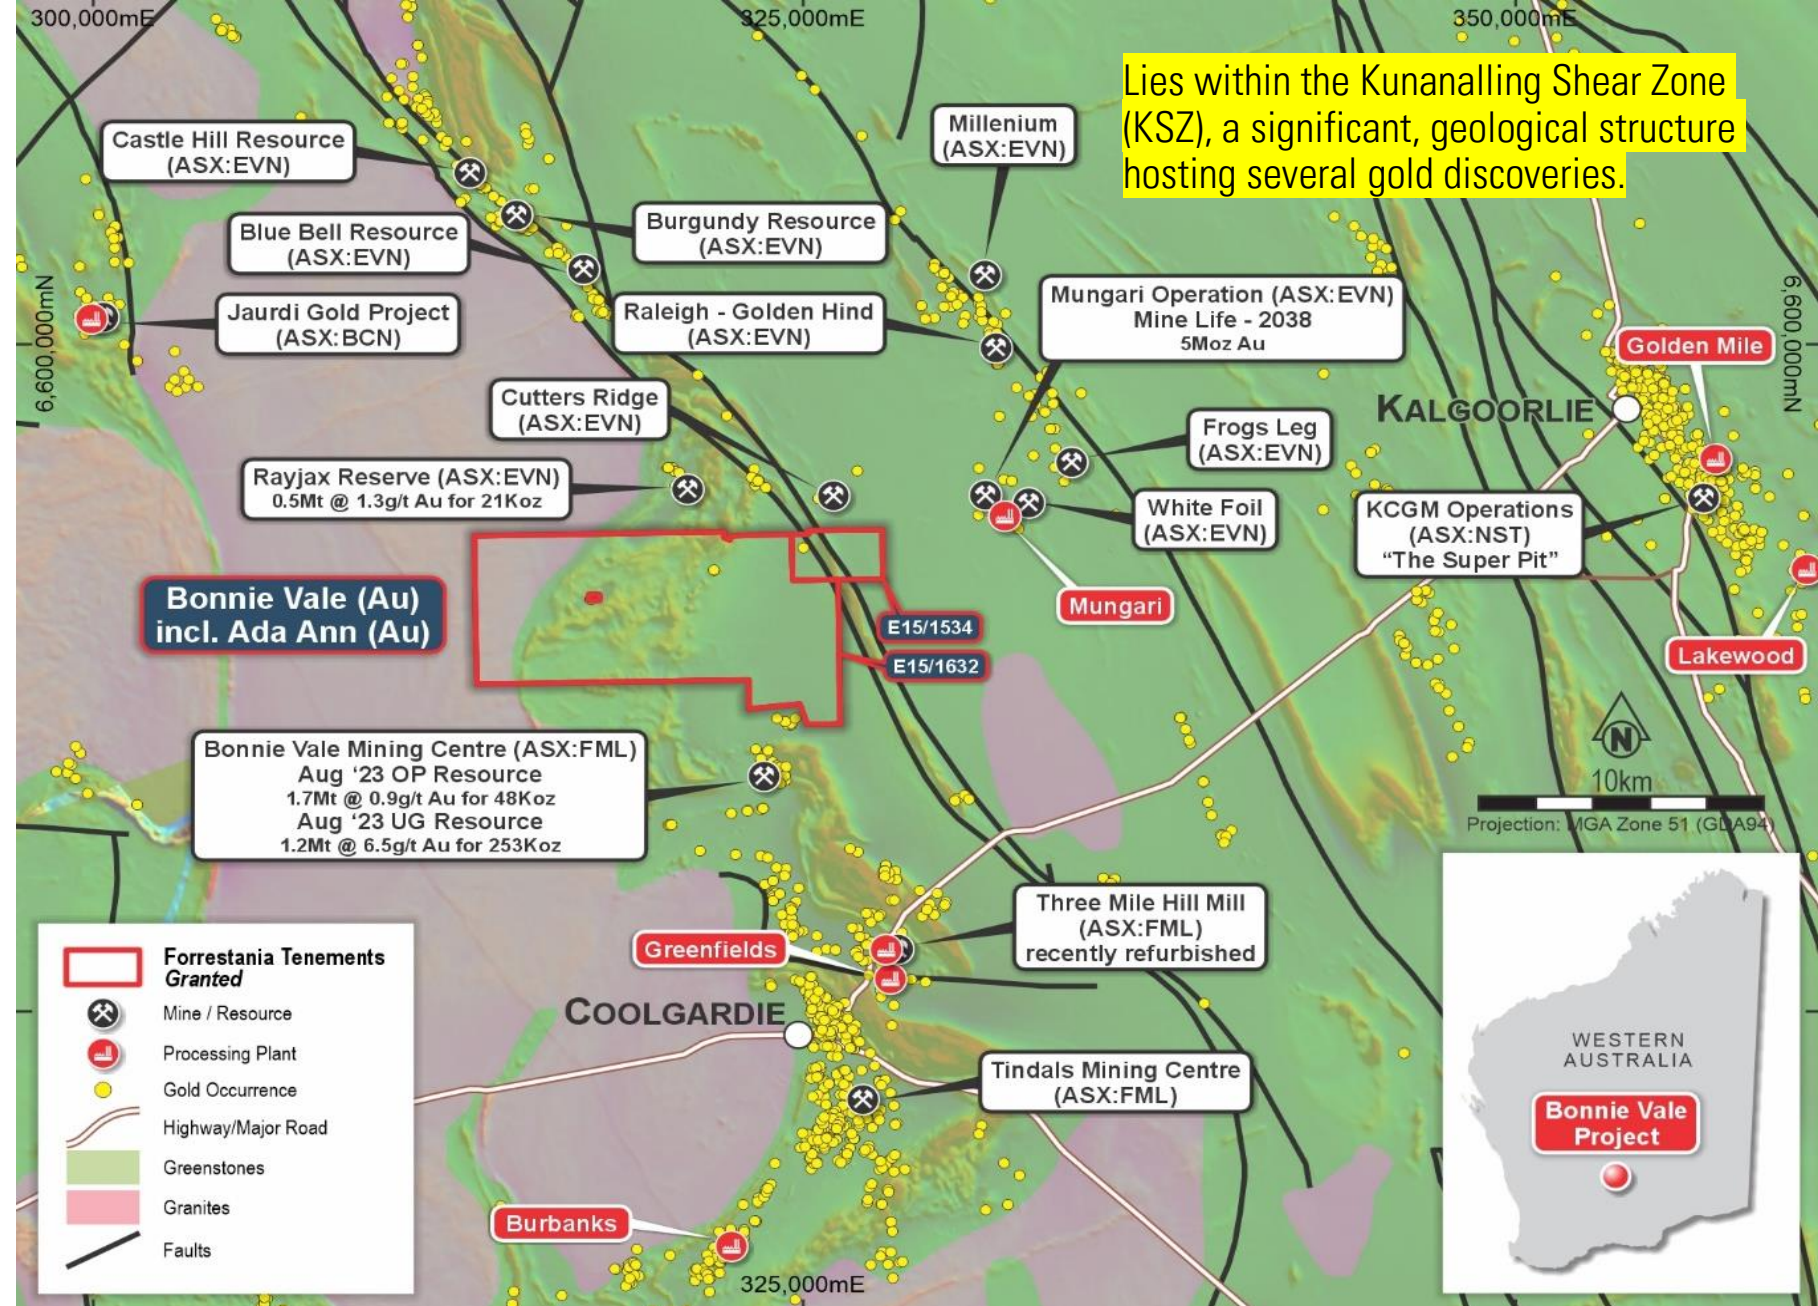 300,000mE
325,000mE
350,000mE
Lies within the Kunanalling Shear Zone
(KSZ), a significant, geological structure
hosting several gold discoveries.
Castle Hill Resource
(ASX:EVN)
Millenium
(ASX:EVN)
Blue Bell Resource
(ASX:EVN)
Burgundy Resource
(ASX:EVN)
Jaurdi Gold Project
(ASX:BCN)
Raleigh - Golden Hind
(ASX:EVN)
Mungari Operation (ASX:EVN)
Mine Life - 2038
5Moz Au
6,600,000mN
6,600,000mN
Golden Mile
KALGOORLIE
Cutters Ridge
(ASX:EVN)
Frogs Leg
(ASX:EVN)
Rayjax Reserve (ASX:EVN)
0.5Mt @ 1.3g/t Au for 21Koz
White Foil
(ASX:EVN)
KCGM Operations
(ASX:NST)
“The Super Pit”
Bonnie Vale (Au)
incl. Ada Ann (Au)
Mungari
E15/1534
E15/1632
Lakewood
Bonnie Vale Mining Centre (ASX:FML)
Aug ‘23 OP Resource
1.7Mt @ 0.9g/t Au for 48Koz
Aug ‘23 UG Resource
1.2Mt @ 6.5g/t Au for 253Koz
N
10km
Projection: MGA Zone 51 (GDA94)
Three Mile Hill Mill
(ASX:FML)
recently refurbished
Greenfields
COOLGARDIE
Tindals Mining Centre
(ASX:FML)
Burbanks
325,000mE
Forrestania Tenements
Granted
Mine / Resource
Processing Plant
Gold Occurrence
Highway/Major Road
Greenstones
Granites
Faults
WESTERN
AUSTRALIA
Bonnie Vale
Project